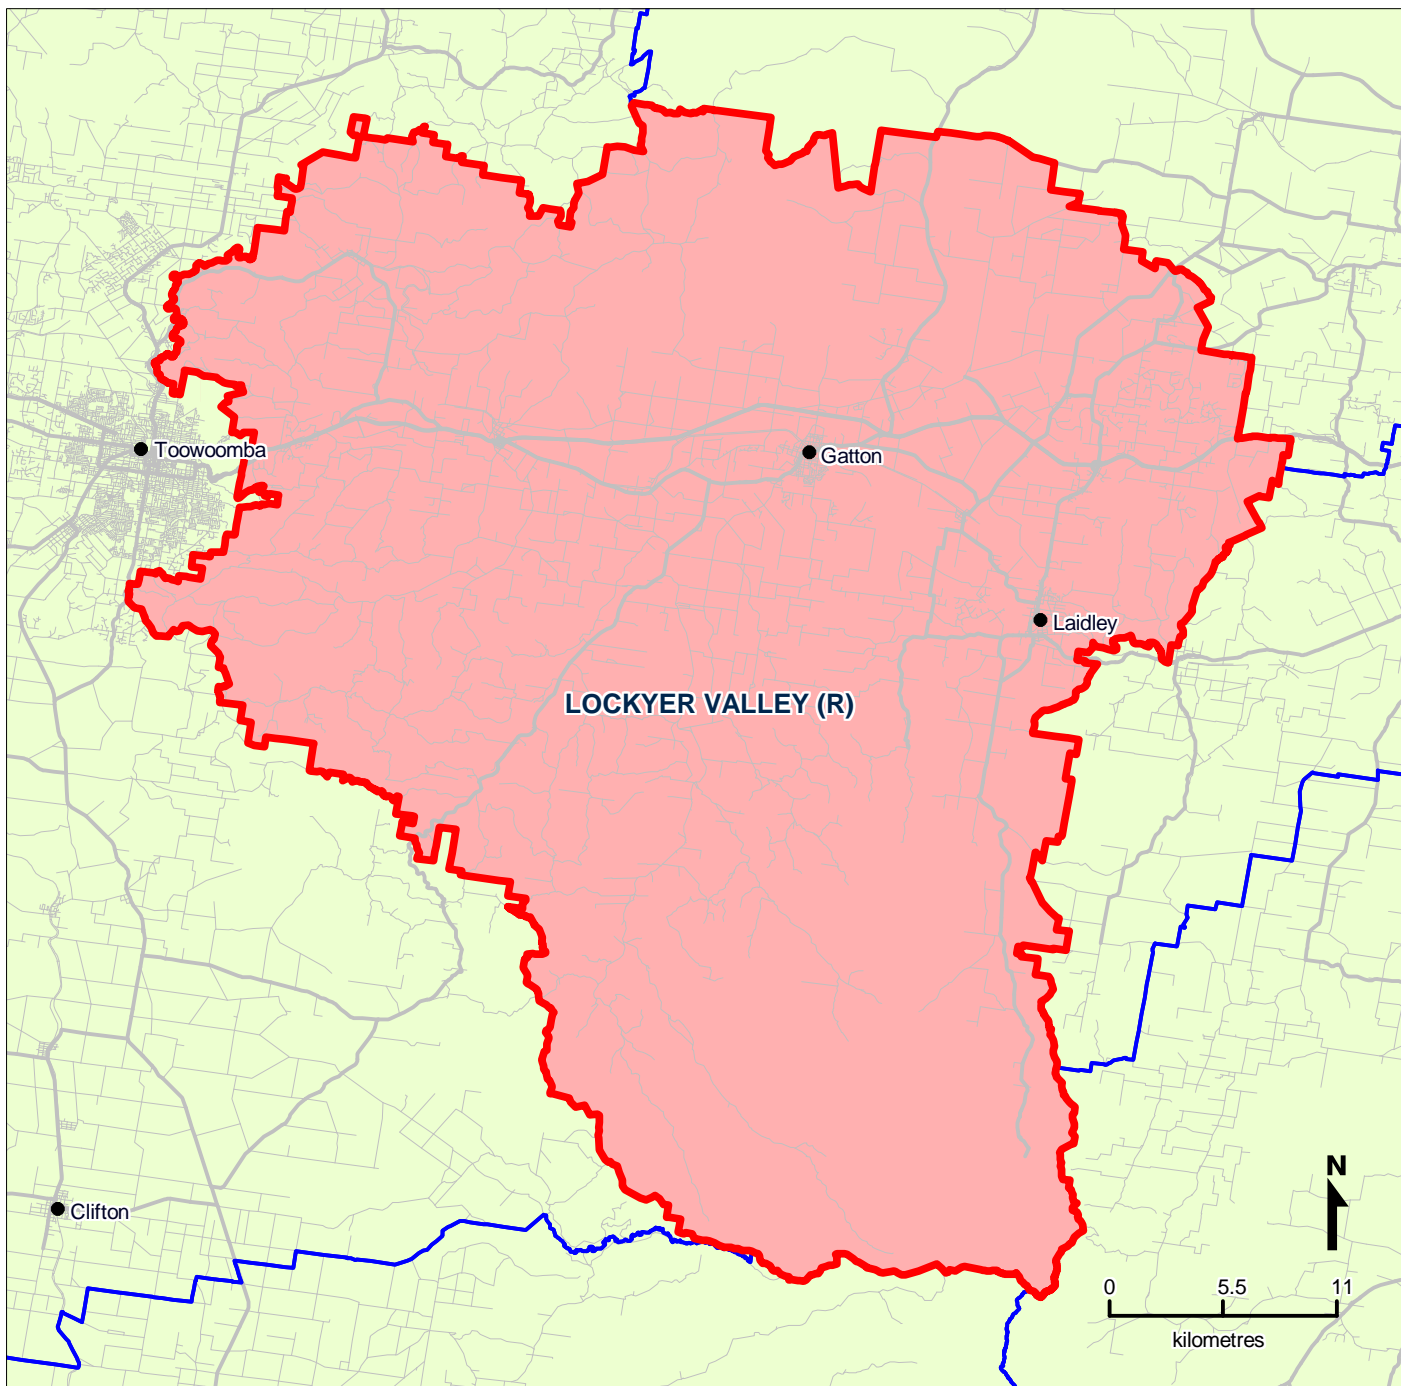 Toowoomba
Gatton
Laidley
LOCKYER VALLEY (R)
N
Clifton
0 5.5 11
kilometres